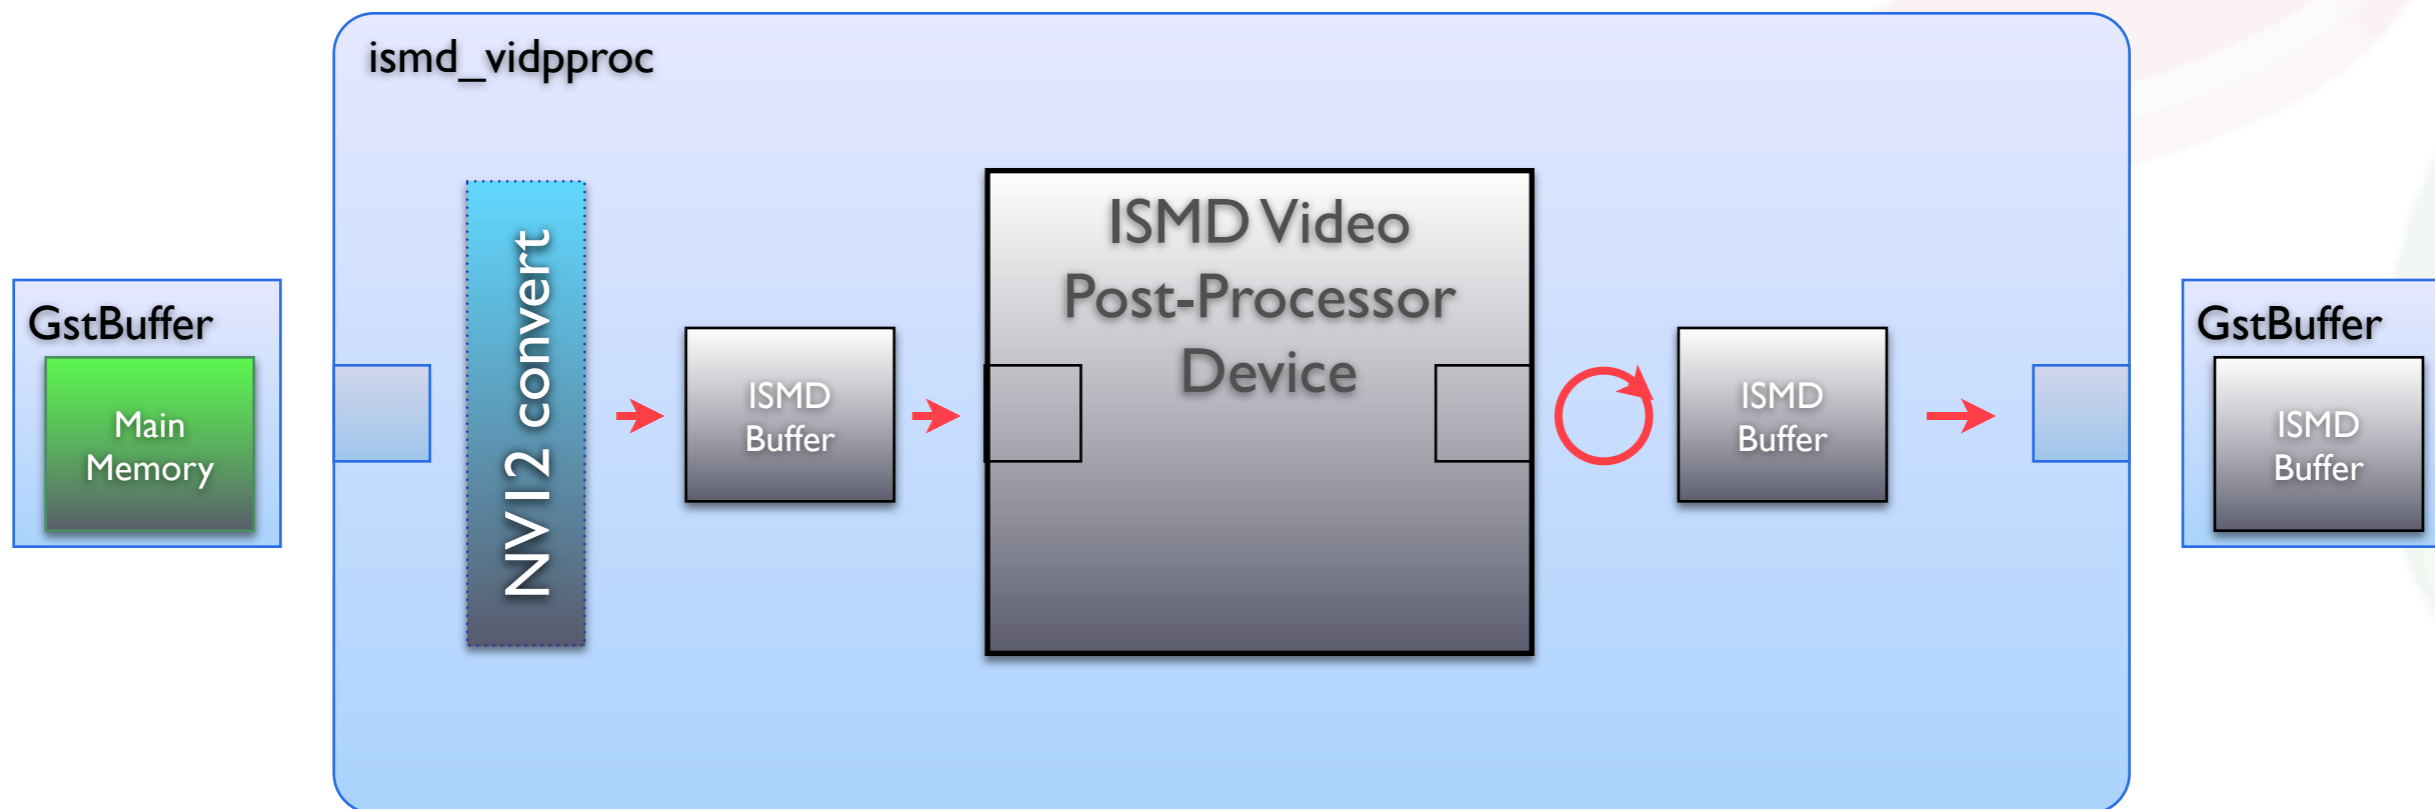 ismd_vidpproc
GstBuffer
Main
Memory
NV12 convert
ISMD
Buffer
ISMD Video
Post-Processor
Device
ISMD
Buffer
GstBuffer
ISMD
Buffer